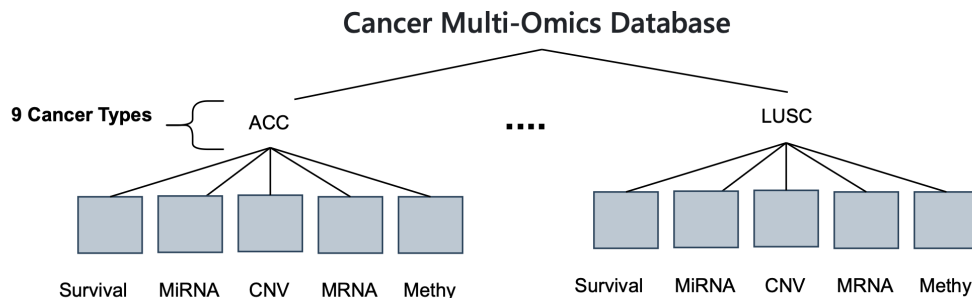 Cancer Multi-Omics Database
9 Cancer Types
ACC
....
LUSC
Survival MiRNA CNV MRNA Methy
Survival MiRNA CNV MRNA Methy